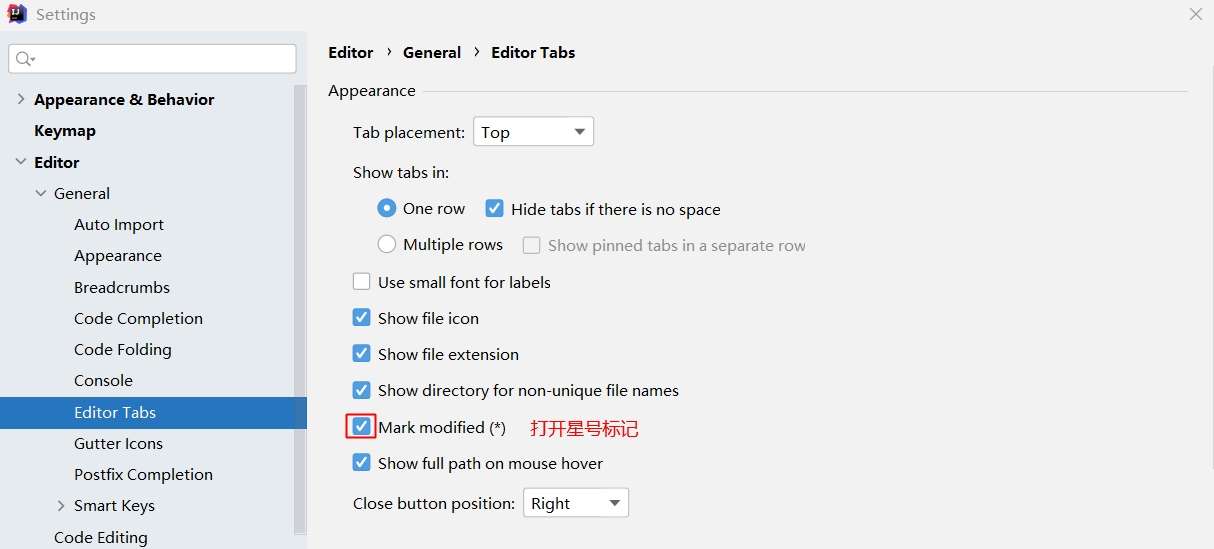 Settings
Appearance & Behavior
Keymap
Editor
General
Auto Import
Appearance
Breadcrumbs
Code Completion
Code Folding
Console
Editor Tabs
Gutter Icons
Postfix Completion
Smart Keys
Code Editing
Editor › General › Editor Tabs
Appearance
Tab placement: Top
Show tabs in:
One row Hide tabs if there is no space
Multiple rows Show pinned tabs in a separate row
Use small font for labels
Show file icon
Show file extension
Show directory for non-unique file names
Mark modified (*) 打开星号标记
Show full path on mouse hover
Close button position: Right